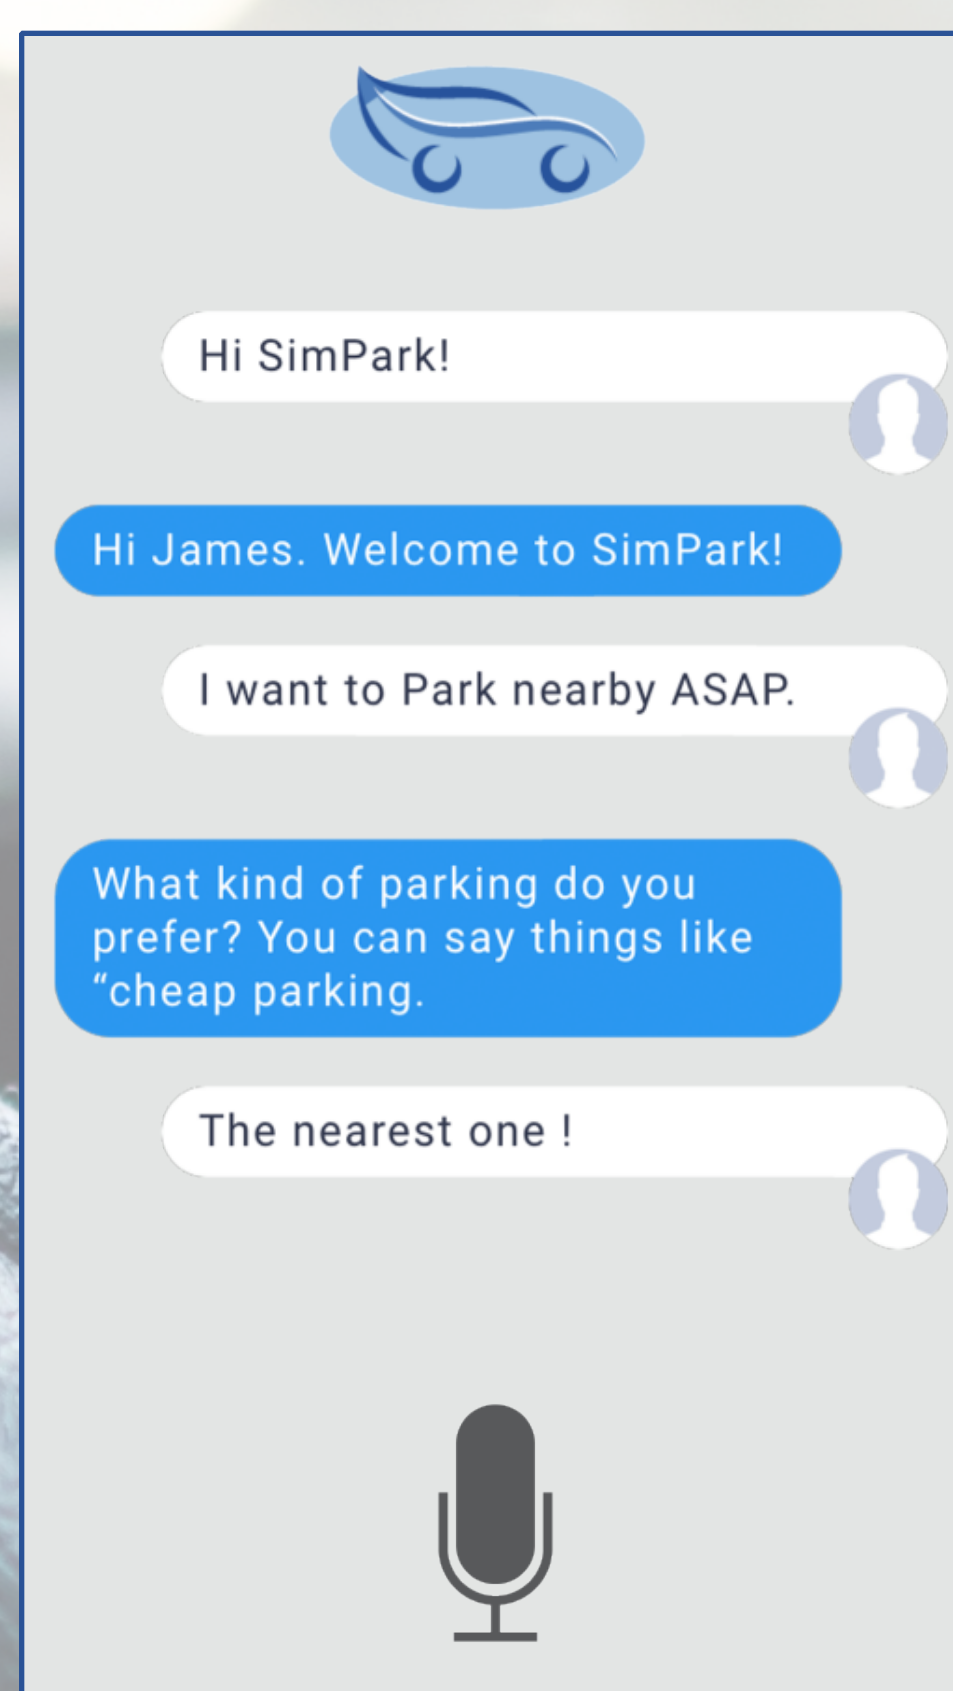 Hi SimPark!
Hi James. Welcome to SimPark!
I want to Park nearby ASAP.
What kind of parking do you
prefer? You can say things like
“cheap parking.
The nearest one !